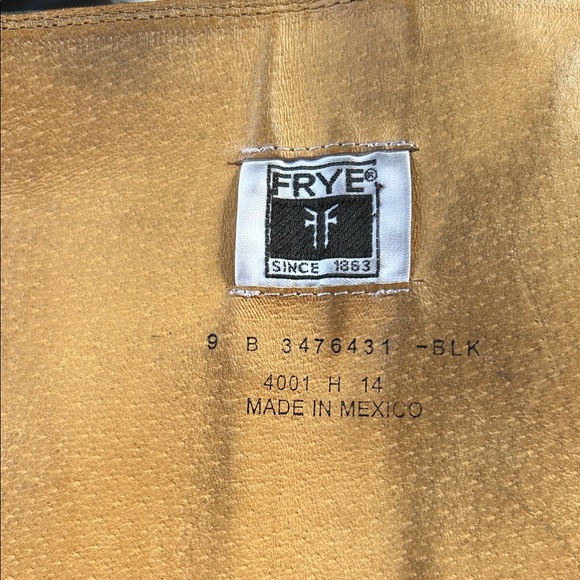 FRYE®
SINCE 1863
9 B 3476431 -BLK
4001 H 14
MADE IN MEXICO